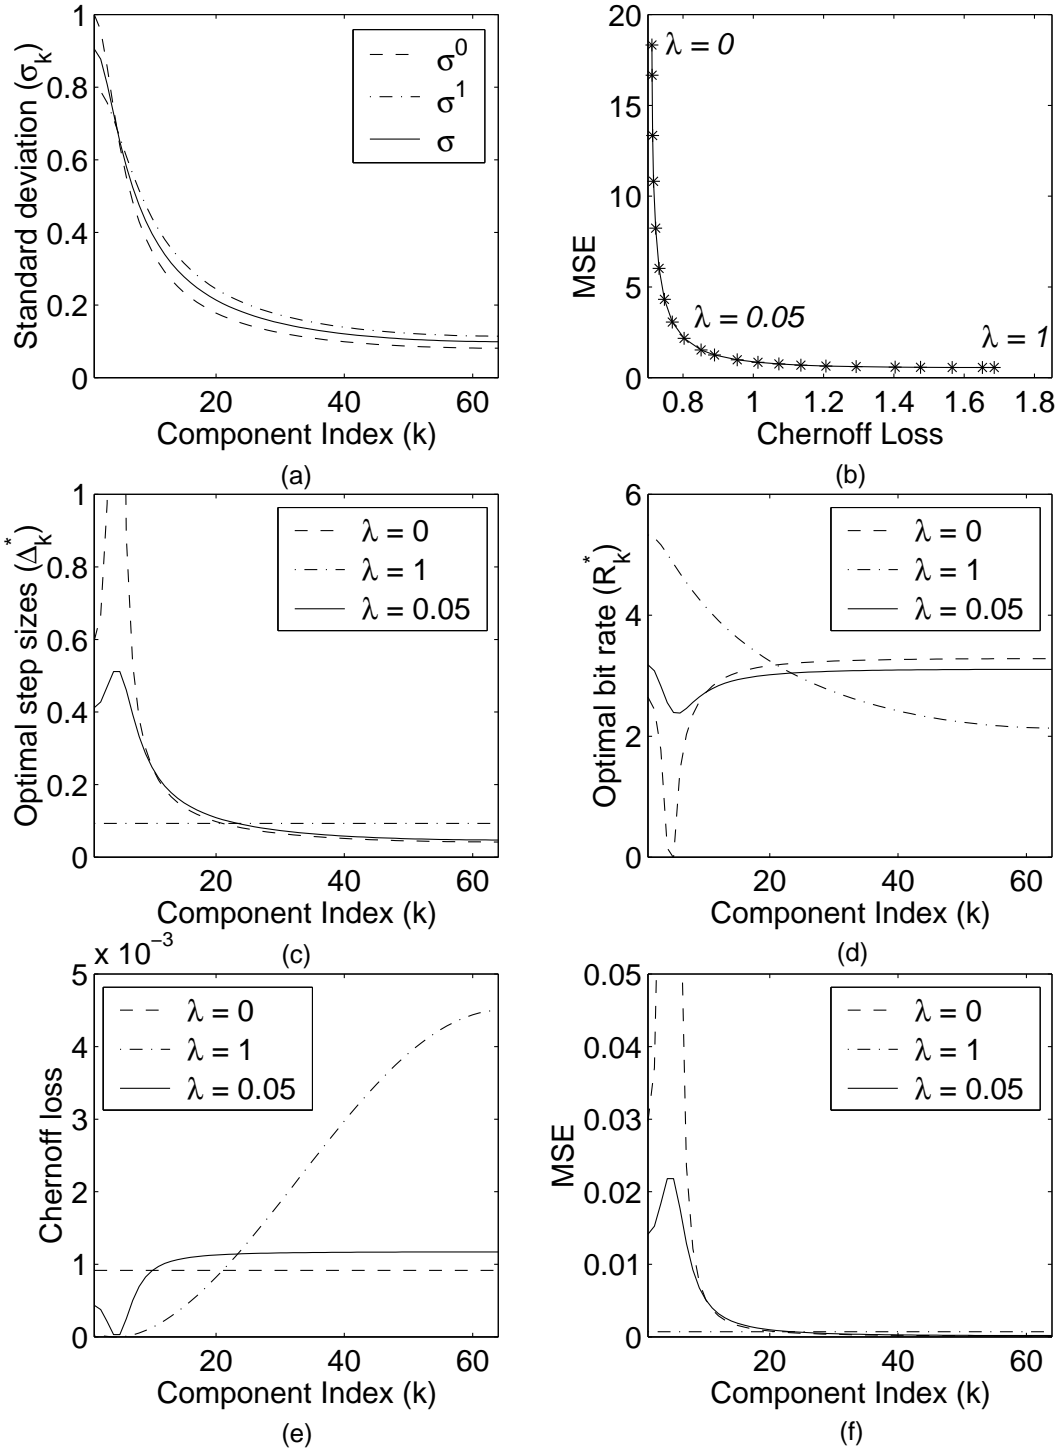 1
0.8
0.6
0.4
0.2
0
20 40 60
Standard deviation (σk)
Component Index (k)
σ0
σ1
σ
(a)
20
15
10
5
0
0.8 1 1.2 1.4 1.6 1.8
MSE
Chernoff Loss
λ = 0
λ = 0.05
λ = 1
(b)
1
0.8
0.6
0.4
0.2
0
20 40 60
Optimal step sizes (Δ*k)
Component Index (k)
λ = 0
λ = 1
λ = 0.05
(c)
6
4
2
0
0 20 40 60
Optimal bit rate (R*k)
Component Index (k)
λ = 0
λ = 1
λ = 0.05
(d)
x 10−3
5
4
3
2
1
0
20 40 60
Chernoff loss
Component Index (k)
λ = 0
λ = 1
λ = 0.05
(e)
0.05
0.04
0.03
0.02
0.01
0
20 40 60
MSE
Component Index (k)
λ = 0
λ = 1
λ = 0.05
(f)